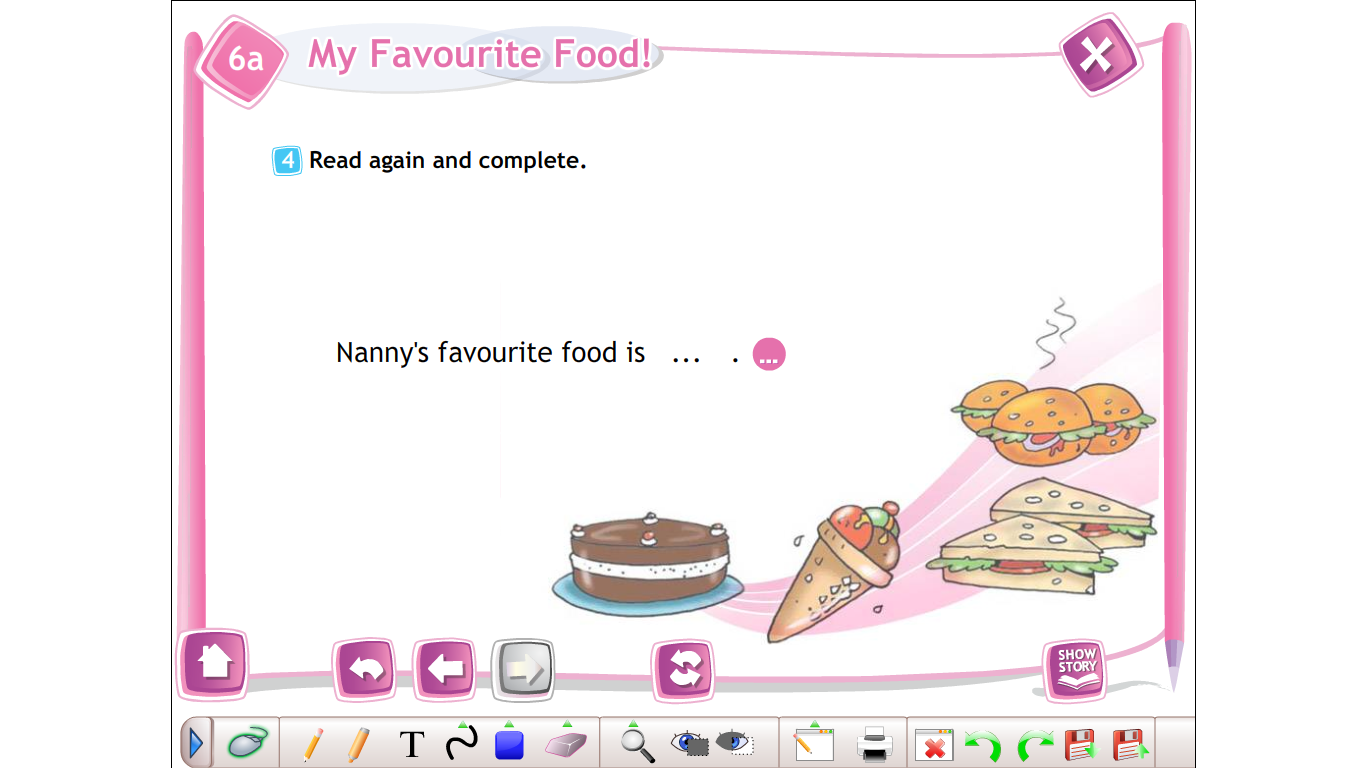 6a My Favourite Food!
4 Read again and complete.
Nanny's favourite food is ... . ...
SHOW
STORY
T